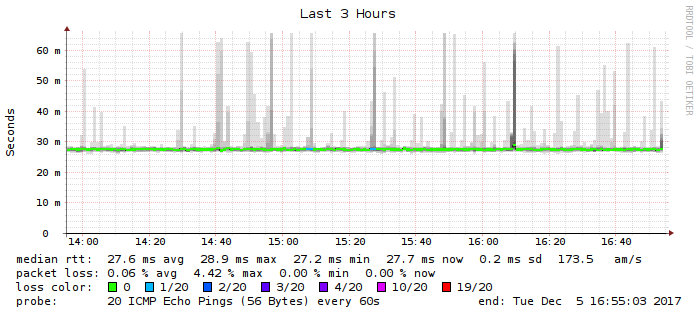 Last 3 Hours
RRDTOOL / TOBI OETIKER
Seconds
60 m
50 m
40 m
30 m
20 m
10 m
0
14:00 14:20 14:40 15:00 15:20 15:40 16:00 16:20 16:40
median rtt: 27.6 ms avg 28.9 ms max 27.2 ms min 27.7 ms now 0.2 ms sd 173.5 am/s
packet loss: 0.06 % avg 4.42 % max 0.00 % min 0.00 % now
loss color: 0 1/20 2/20 3/20 4/20 10/20 19/20
probe: 20 ICMP Echo Pings (56 Bytes) every 60s end: Tue Dec 5 16:55:03 2017